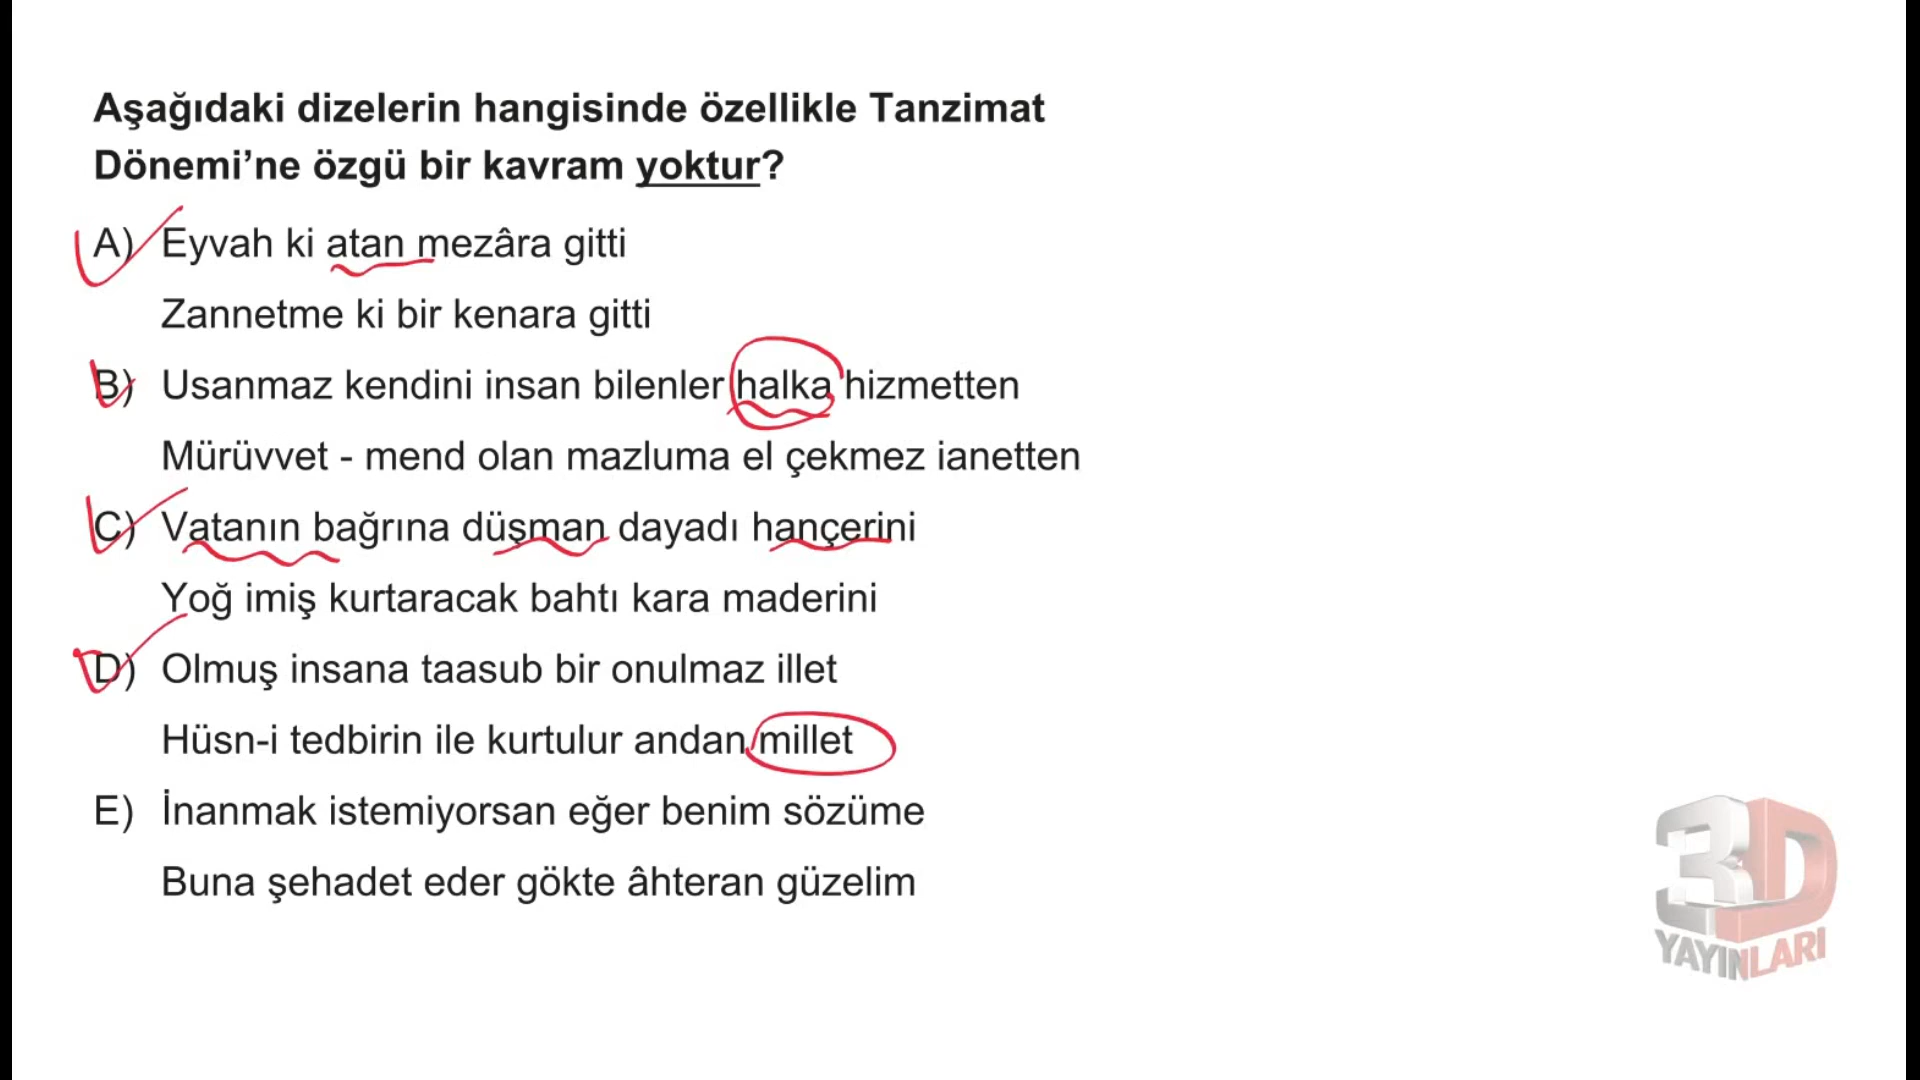 Aşağıdaki dizelerin hangisinde özellikle Tanzimat
Dönemi’ne özgü bir kavram yoktur?
A) Eyvah ki atan mezâra gitti
Zannetme ki bir kenara gitti
B) Usanmaz kendini insan bilenler halka hizmetten
Mürüvvet - mend olan mazluma el çekmez ianetten
C) Vatanın bağrına düşman dayadı hançerini
Yoğ imiş kurtaracak bahtı kara maderini
D) Olmuş insana taasub bir onulmaz illet
Hüsn-i tedbirin ile kurtulur andan millet
E) İnanmak istemiyorsan eğer benim sözüme
Buna şehadet eder gökte âhteran güzelim
3D
YAYINLARI